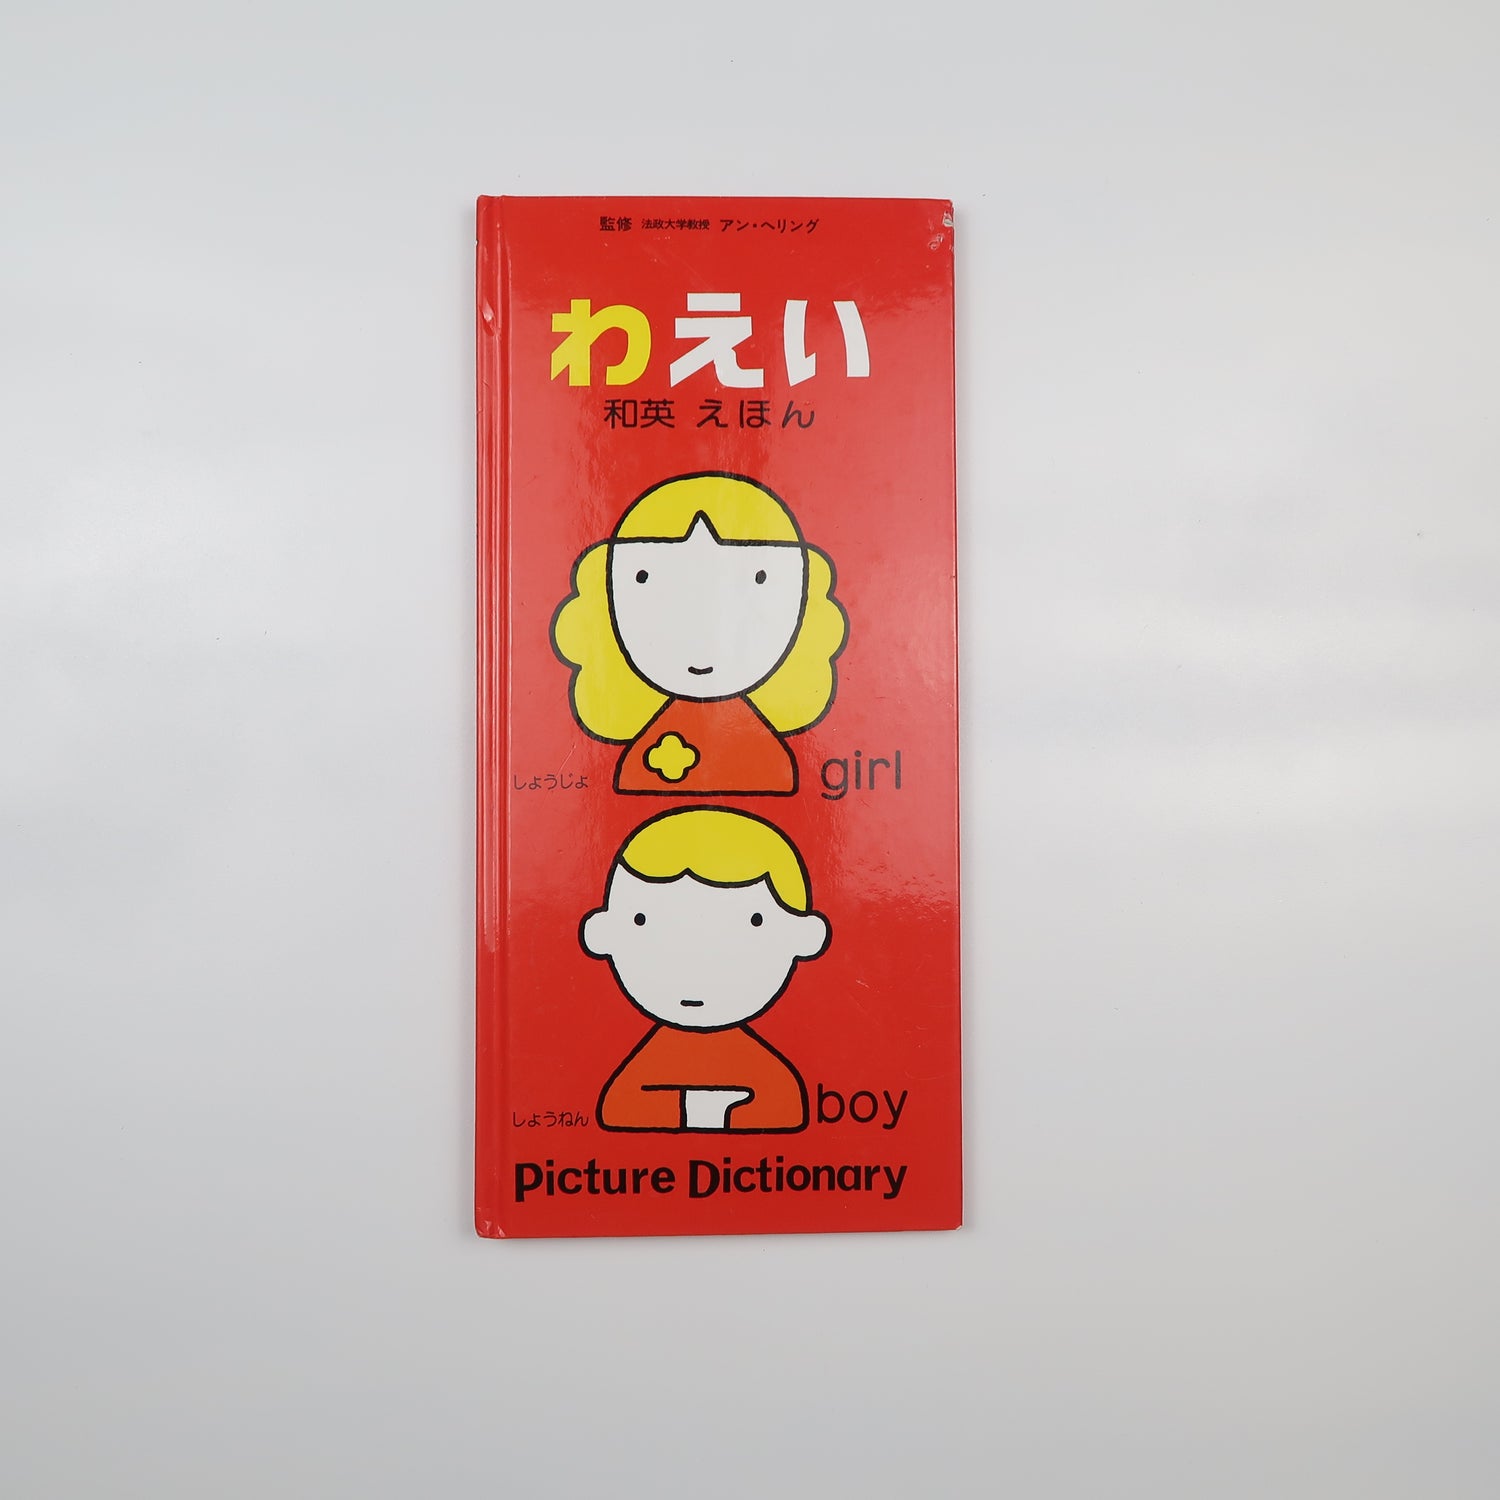 監修 法政大学教授 アン・ヘリング
わえい
和英 えほん
しょうじょ girl
しょうねん boy
Picture Dictionary